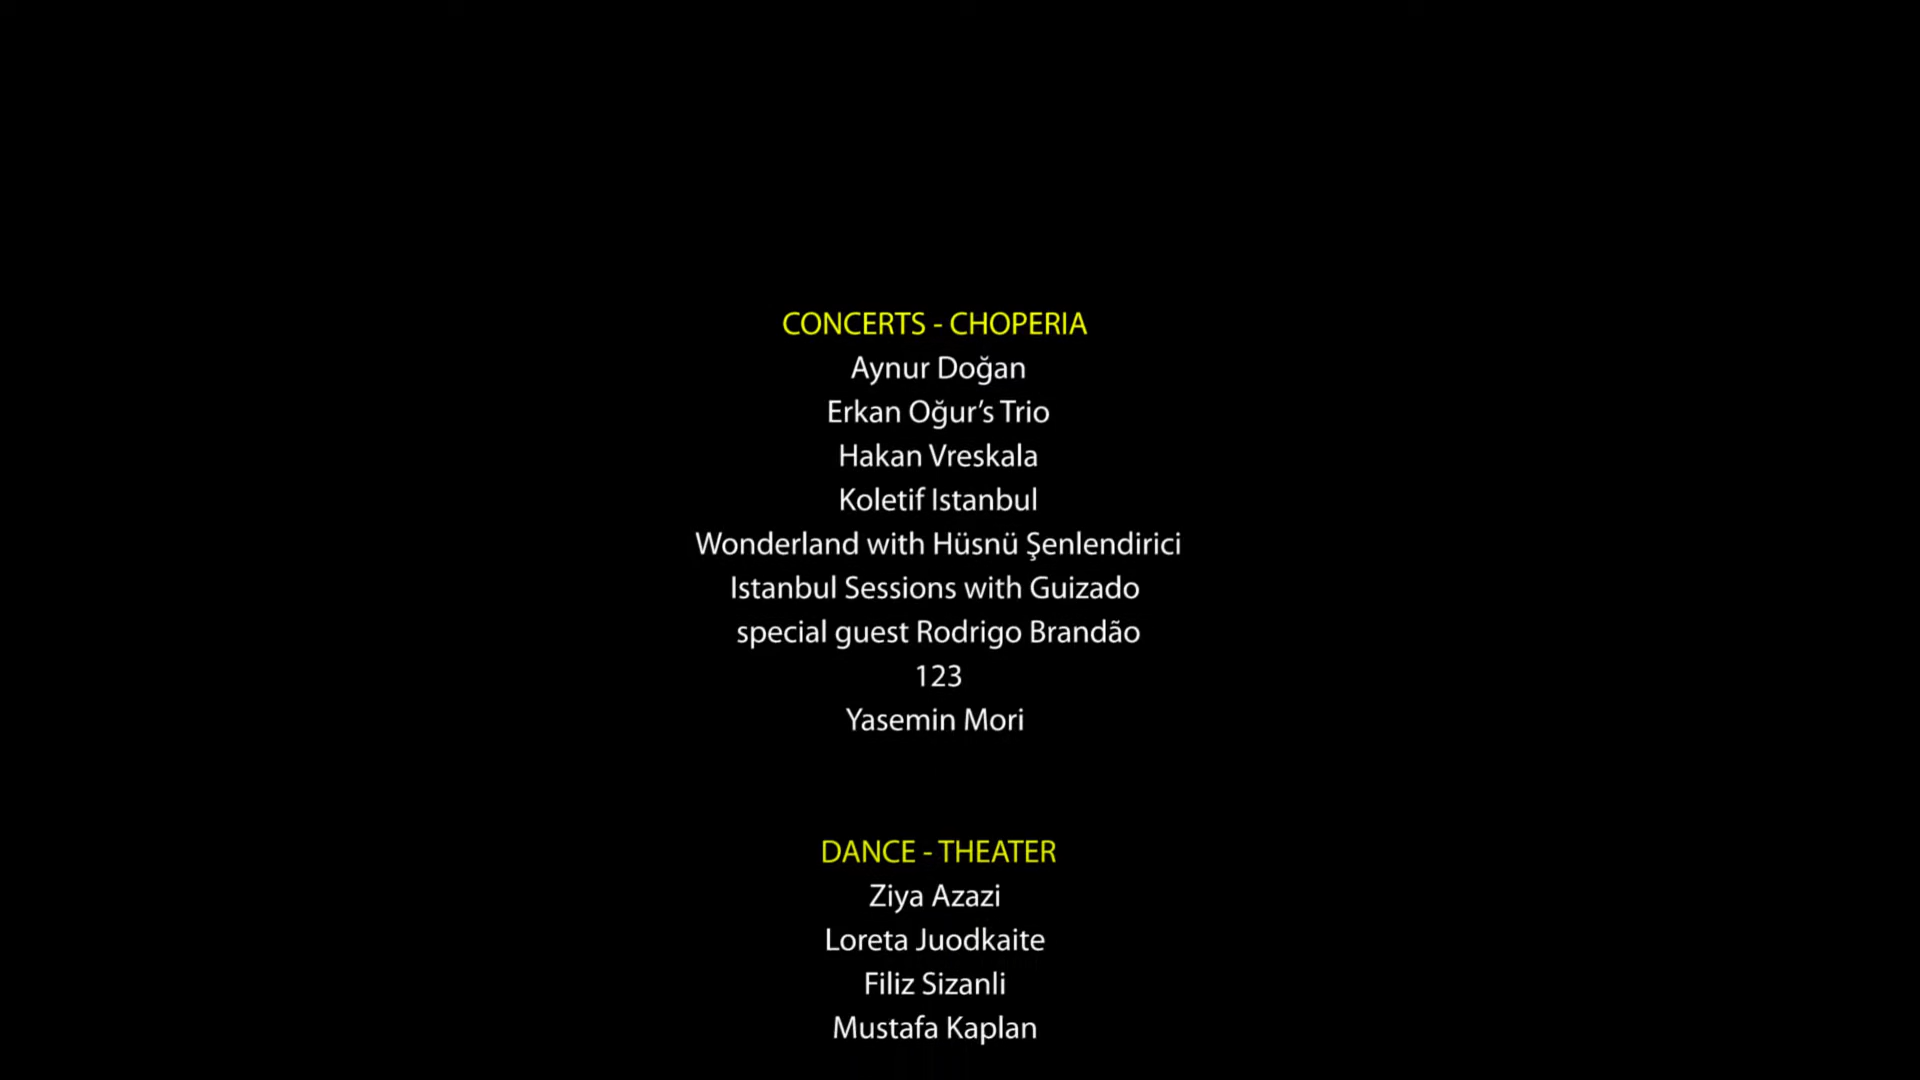 CONCERTS - CHOPERIA
Aynur Doğan
Erkan Oğur’s Trio
Hakan Vreskala
Koletif Istanbul
Wonderland with Hüsnü Şenlendirici
Istanbul Sessions with Guizado
special guest Rodrigo Brandão
123
Yasemin Mori
DANCE - THEATER
Ziya Azazi
Loreta Juodkaite
Filiz Sizanli
Mustafa Kaplan